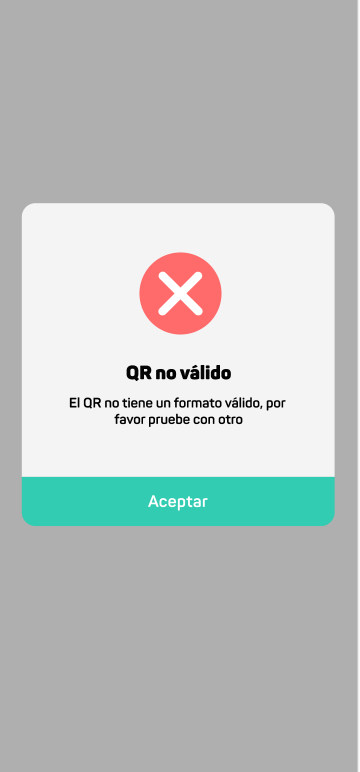 QR no válido
El QR no tiene un formato válido, por
favor pruebe con otro
Aceptar